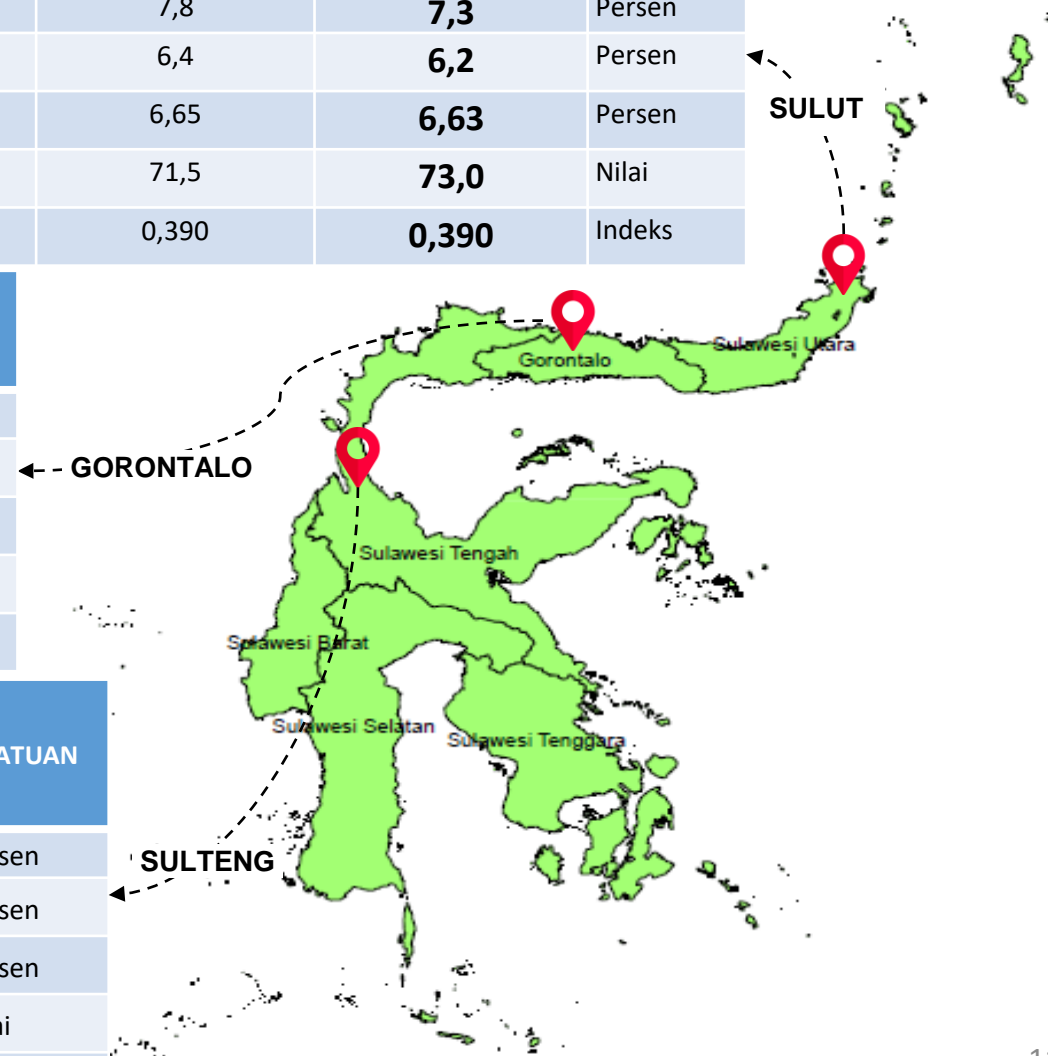 7,8 7,3 Persen
6,4 6,2 Persen
6,65 6,63 Persen
71,5 73,0 Nilai
0,390 0,390 Indeks
SULUT
Sulawesi Utara
Gorontalo
GORONTALO
Sulawesi Tengah
Sulawesi Barat
Sulawesi Selatan
Sulawesi Tenggara
ATUAN
sen
SULTENG
sen
sen
ai